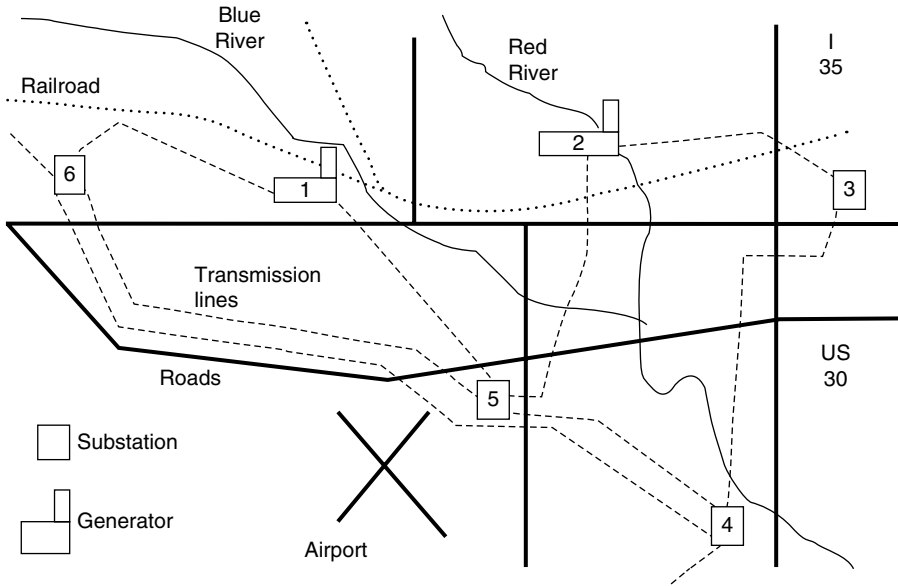 Blue
River
Red
River
I
35
Railroad
2
6
1
3
Transmission
lines
US
30
Roads
5
Substation
4
Generator
Airport